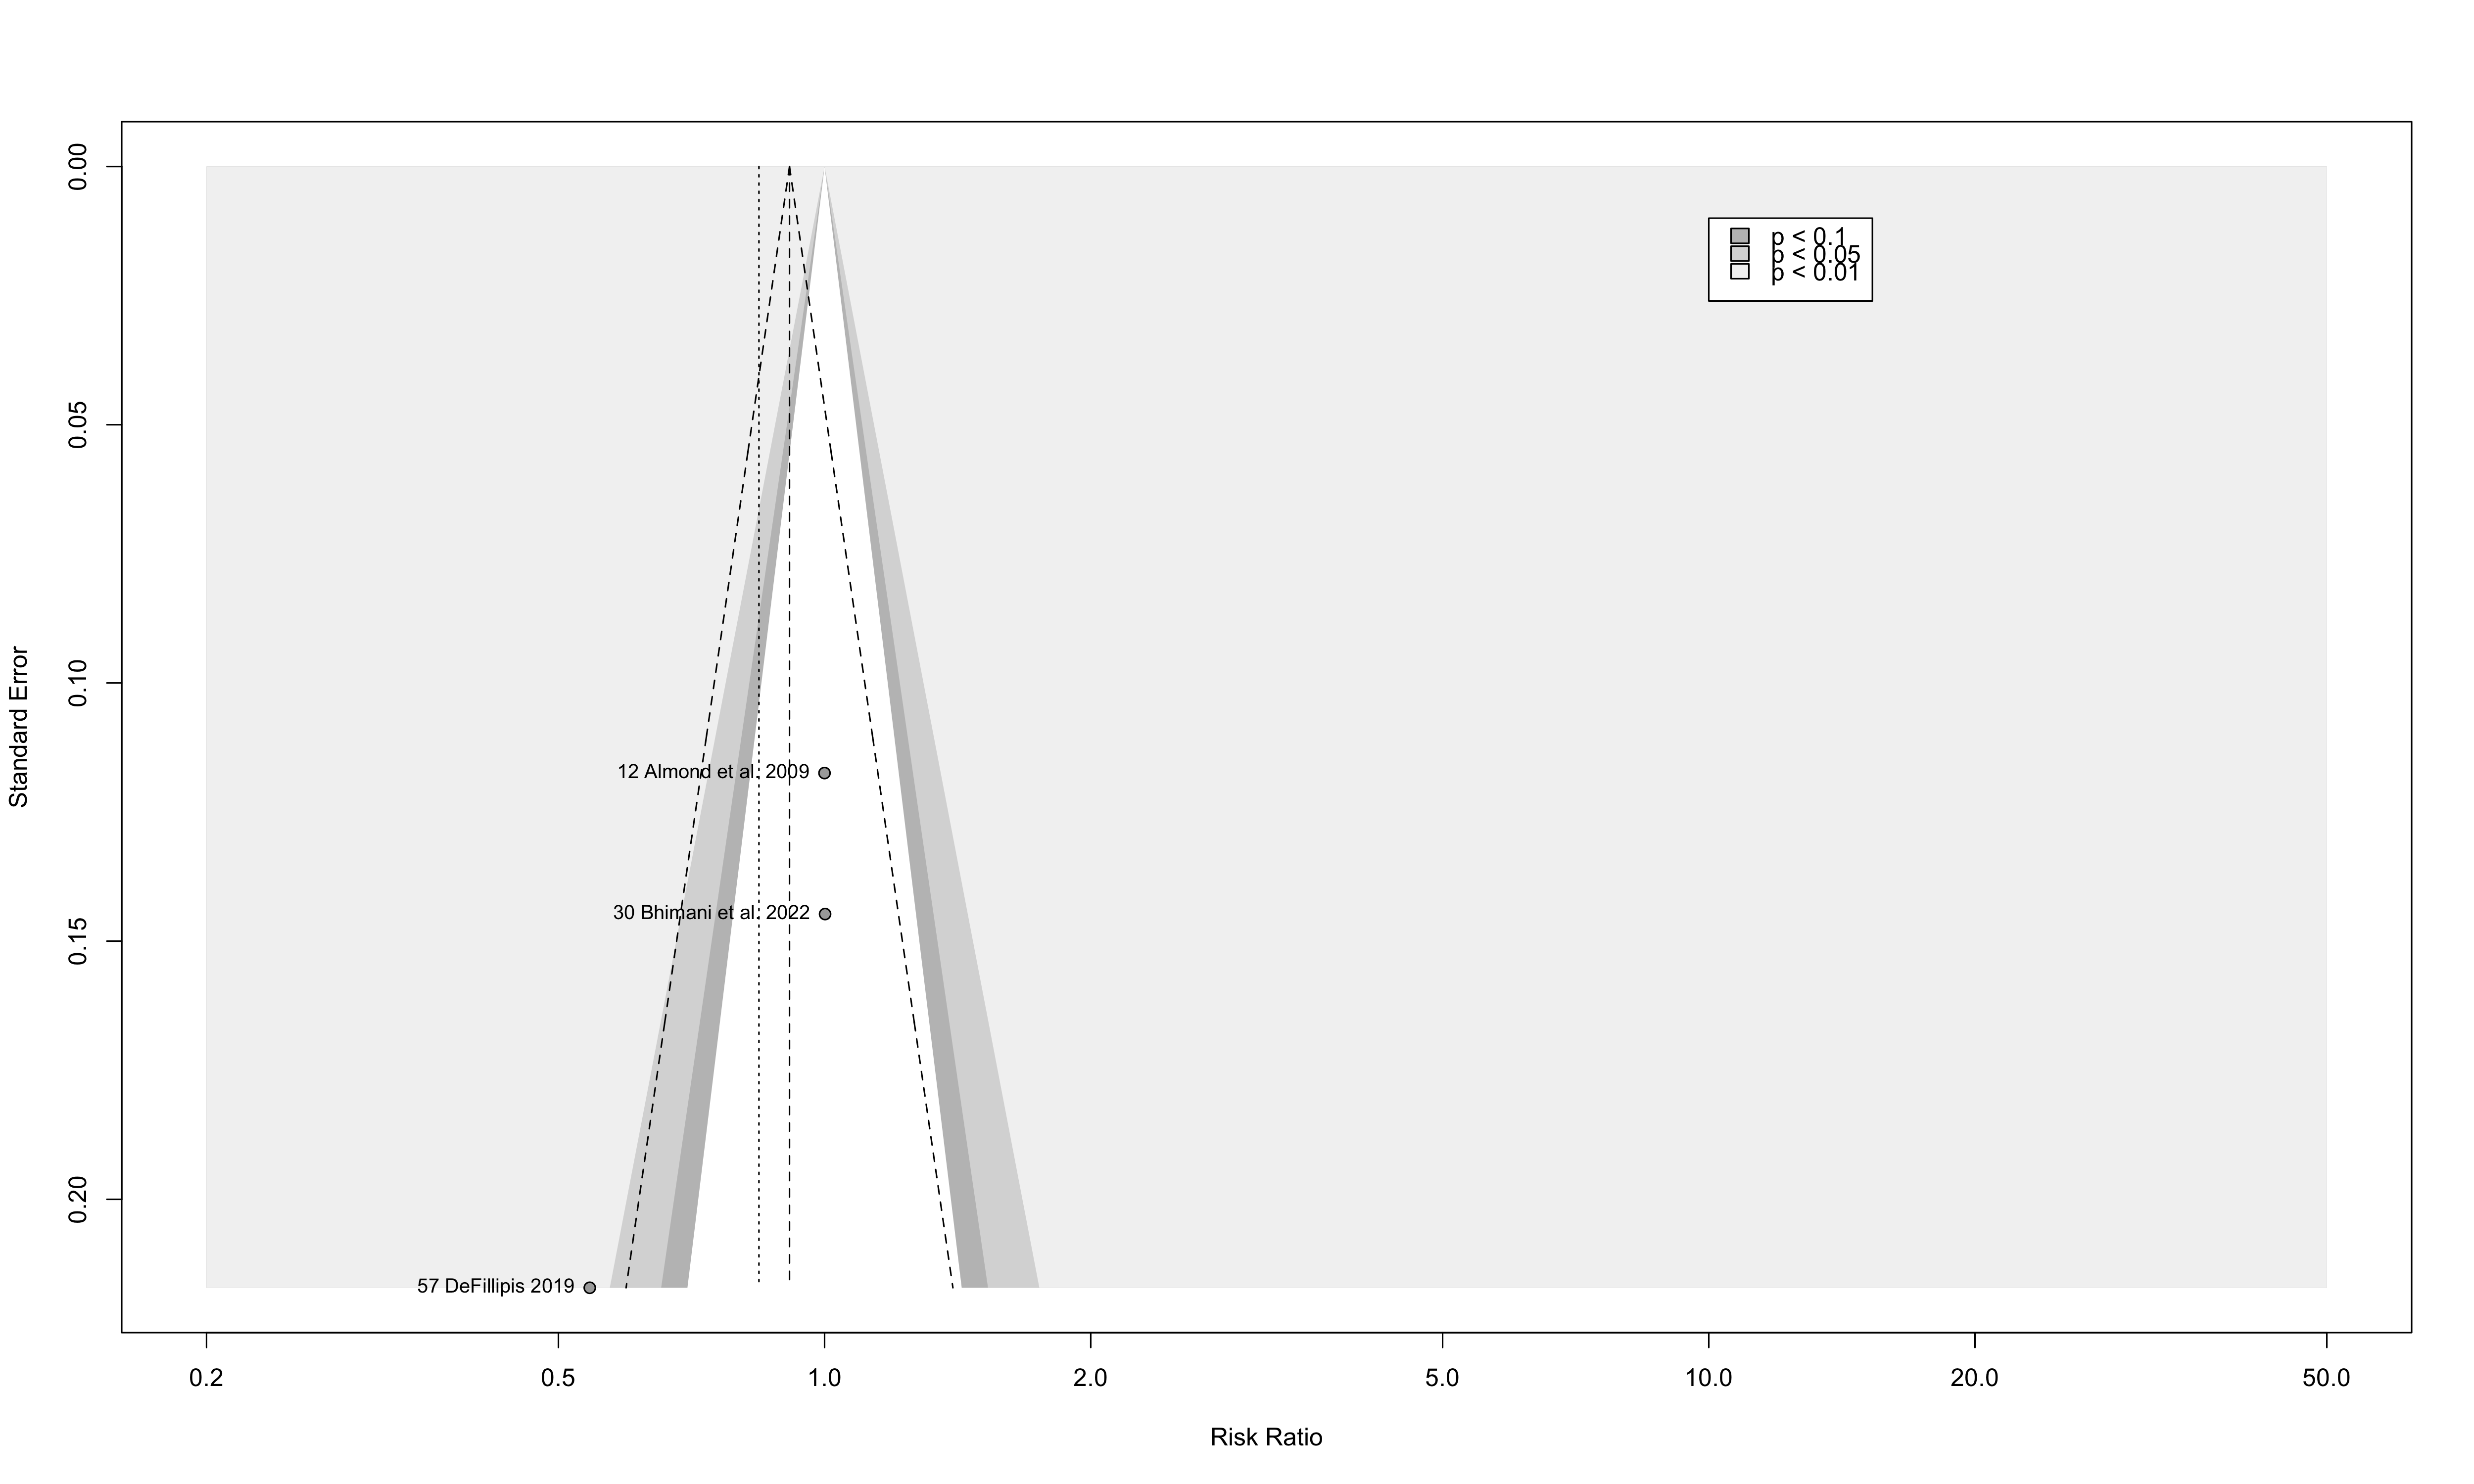 0.00
0.05
0.10
0.15
0.20
Standard Error
p < 0.1
p < 0.05
p < 0.01
12 Almond et al. 2009
30 Bhimani et al. 2022
57 DeFillipis 2019
0.2 0.5 1.0 2.0 5.0 10.0 20.0 50.0
Risk Ratio